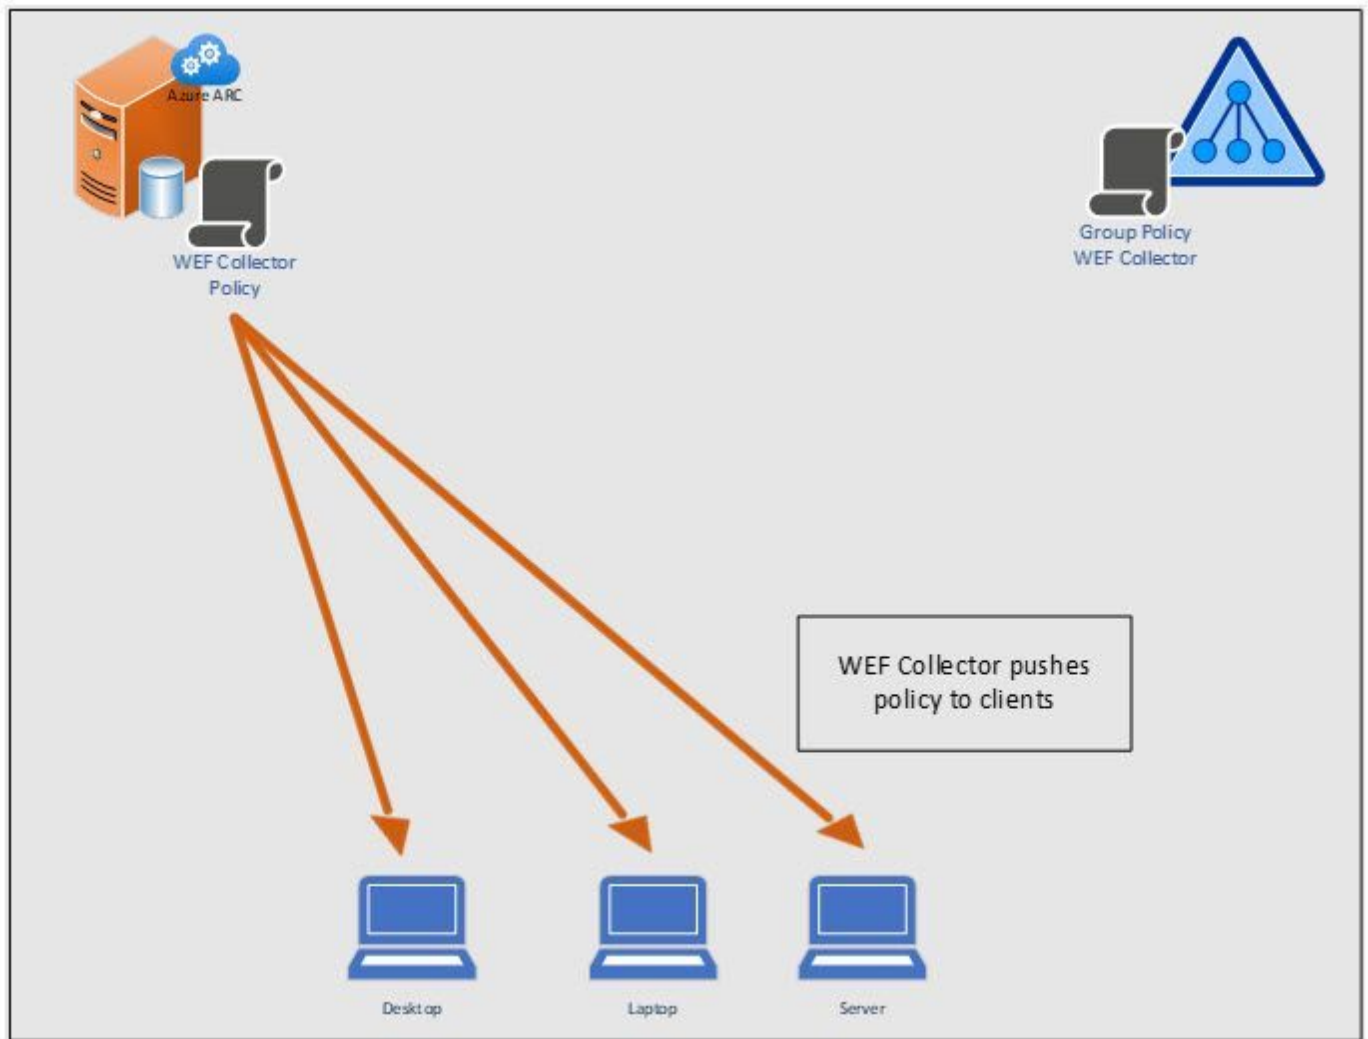 Azure ARC
WEF Collector
Policy
Group Policy
WEF Collector
WEF Collector pushes
policy to clients
Desktop
Laptop
Server